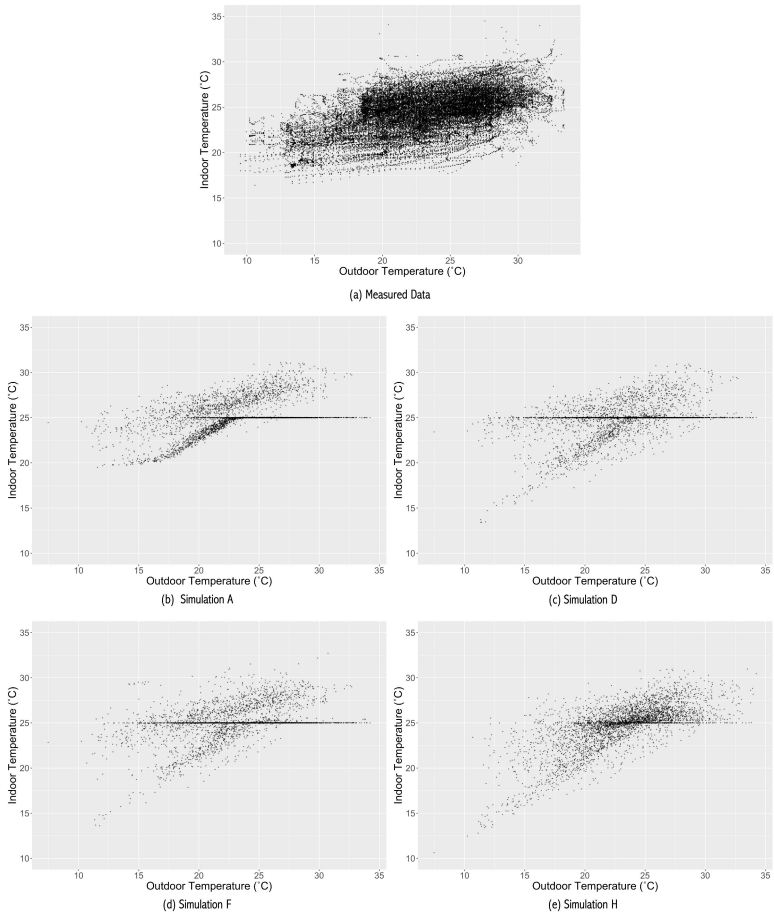 35
30
25
20
15
10
Indoor Temperature (˚C)
10 15 20 25 30
Outdoor Temperature (˚C)
(a) Measured Data
35
30
25
20
15
10
Indoor Temperature (˚C)
10 15 20 25 30 35
Outdoor Temperature (˚C)
(b) Simulation A
35
30
25
20
15
10
Indoor Temperature (˚C)
10 15 20 25 30 35
Outdoor Temperature (˚C)
(c) Simulation D
35
30
25
20
15
10
Indoor Temperature (˚C)
10 15 20 25 30 35
Outdoor Temperature (˚C)
(d) Simulation F
35
30
25
20
15
10
Indoor Temperature (˚C)
10 15 20 25 30 35
Outdoor Temperature (˚C)
(e) Simulation H